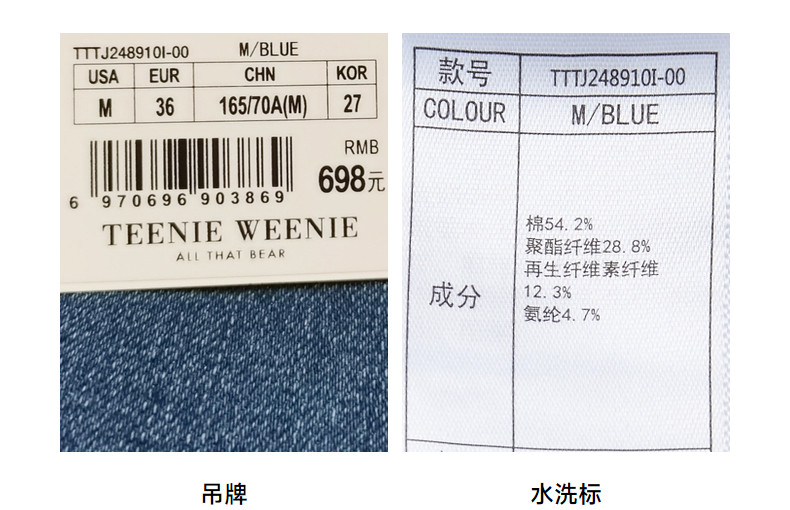 TTTJ248910I-00 M/BLUE
USA EUR CHN KOR
M 36 165/70A(M) 27
RMB
698元
6 970696 903869
TEENIE WEENIE
ALL THAT BEAR
吊牌
款号 TTTJ248910I-00
COLOUR M/BLUE
成分
棉54.2%
聚酯纤维28.8%
再生纤维素纤维
12.3%
氨纶4.7%
水洗标